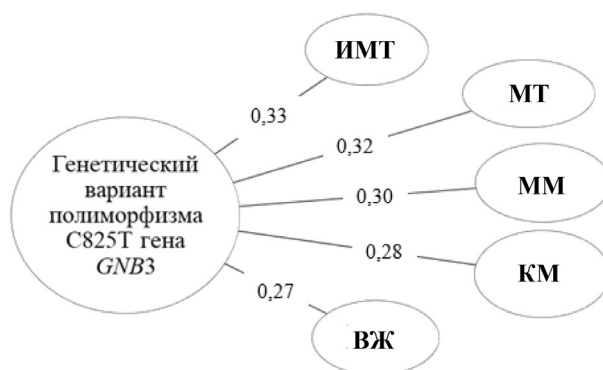 ИМТ
МТ
0,33
0,32
Генетический
вариант
полиморфизма
C825T гена
GNB3
0,30
ММ
0,28
КМ
0,27
ВЖ